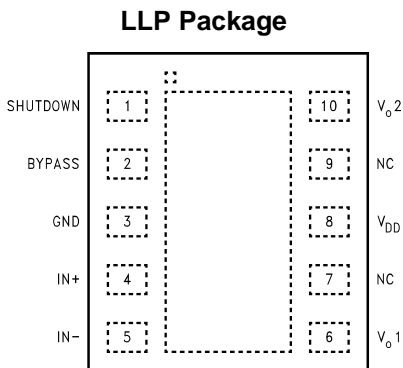 LLP Package
SHUTDOWN 1 10 Vo2
BYPASS 2 9 NC
GND 3 8 VDD
IN+ 4 7 NC
IN- 5 6 Vo1